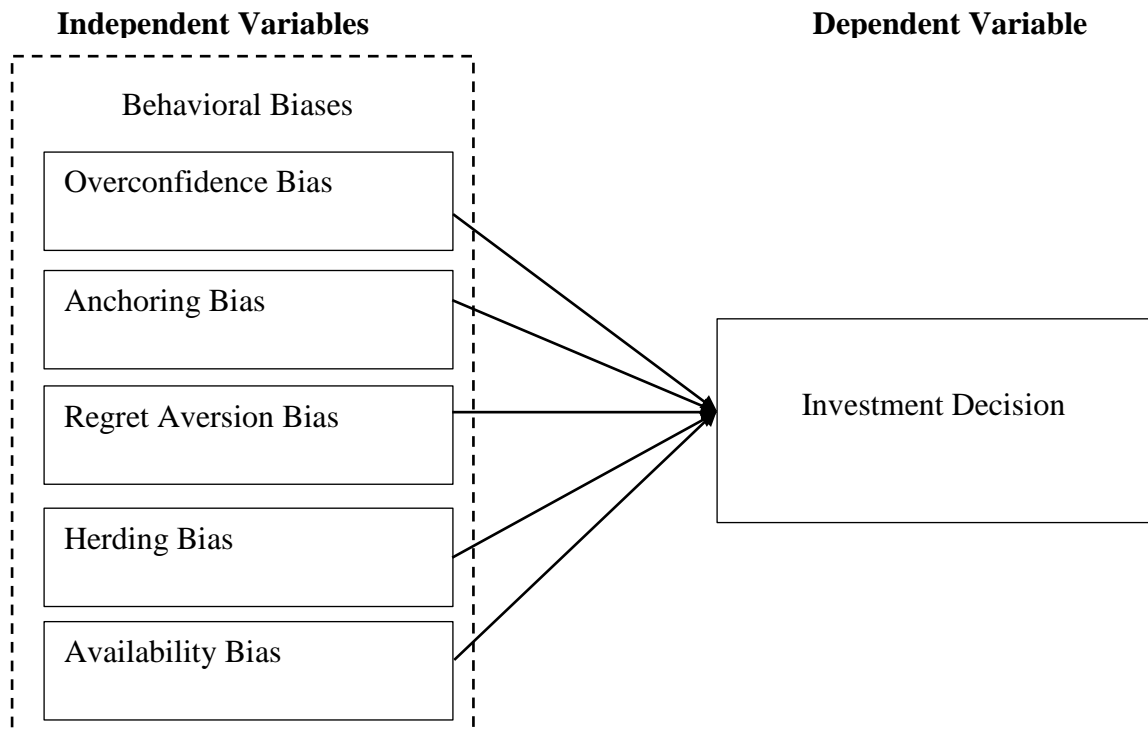 Independent Variables
Dependent Variable
Behavioral Biases
Overconfidence Bias
Anchoring Bias
Regret Aversion Bias
Herding Bias
Availability Bias
Investment Decision